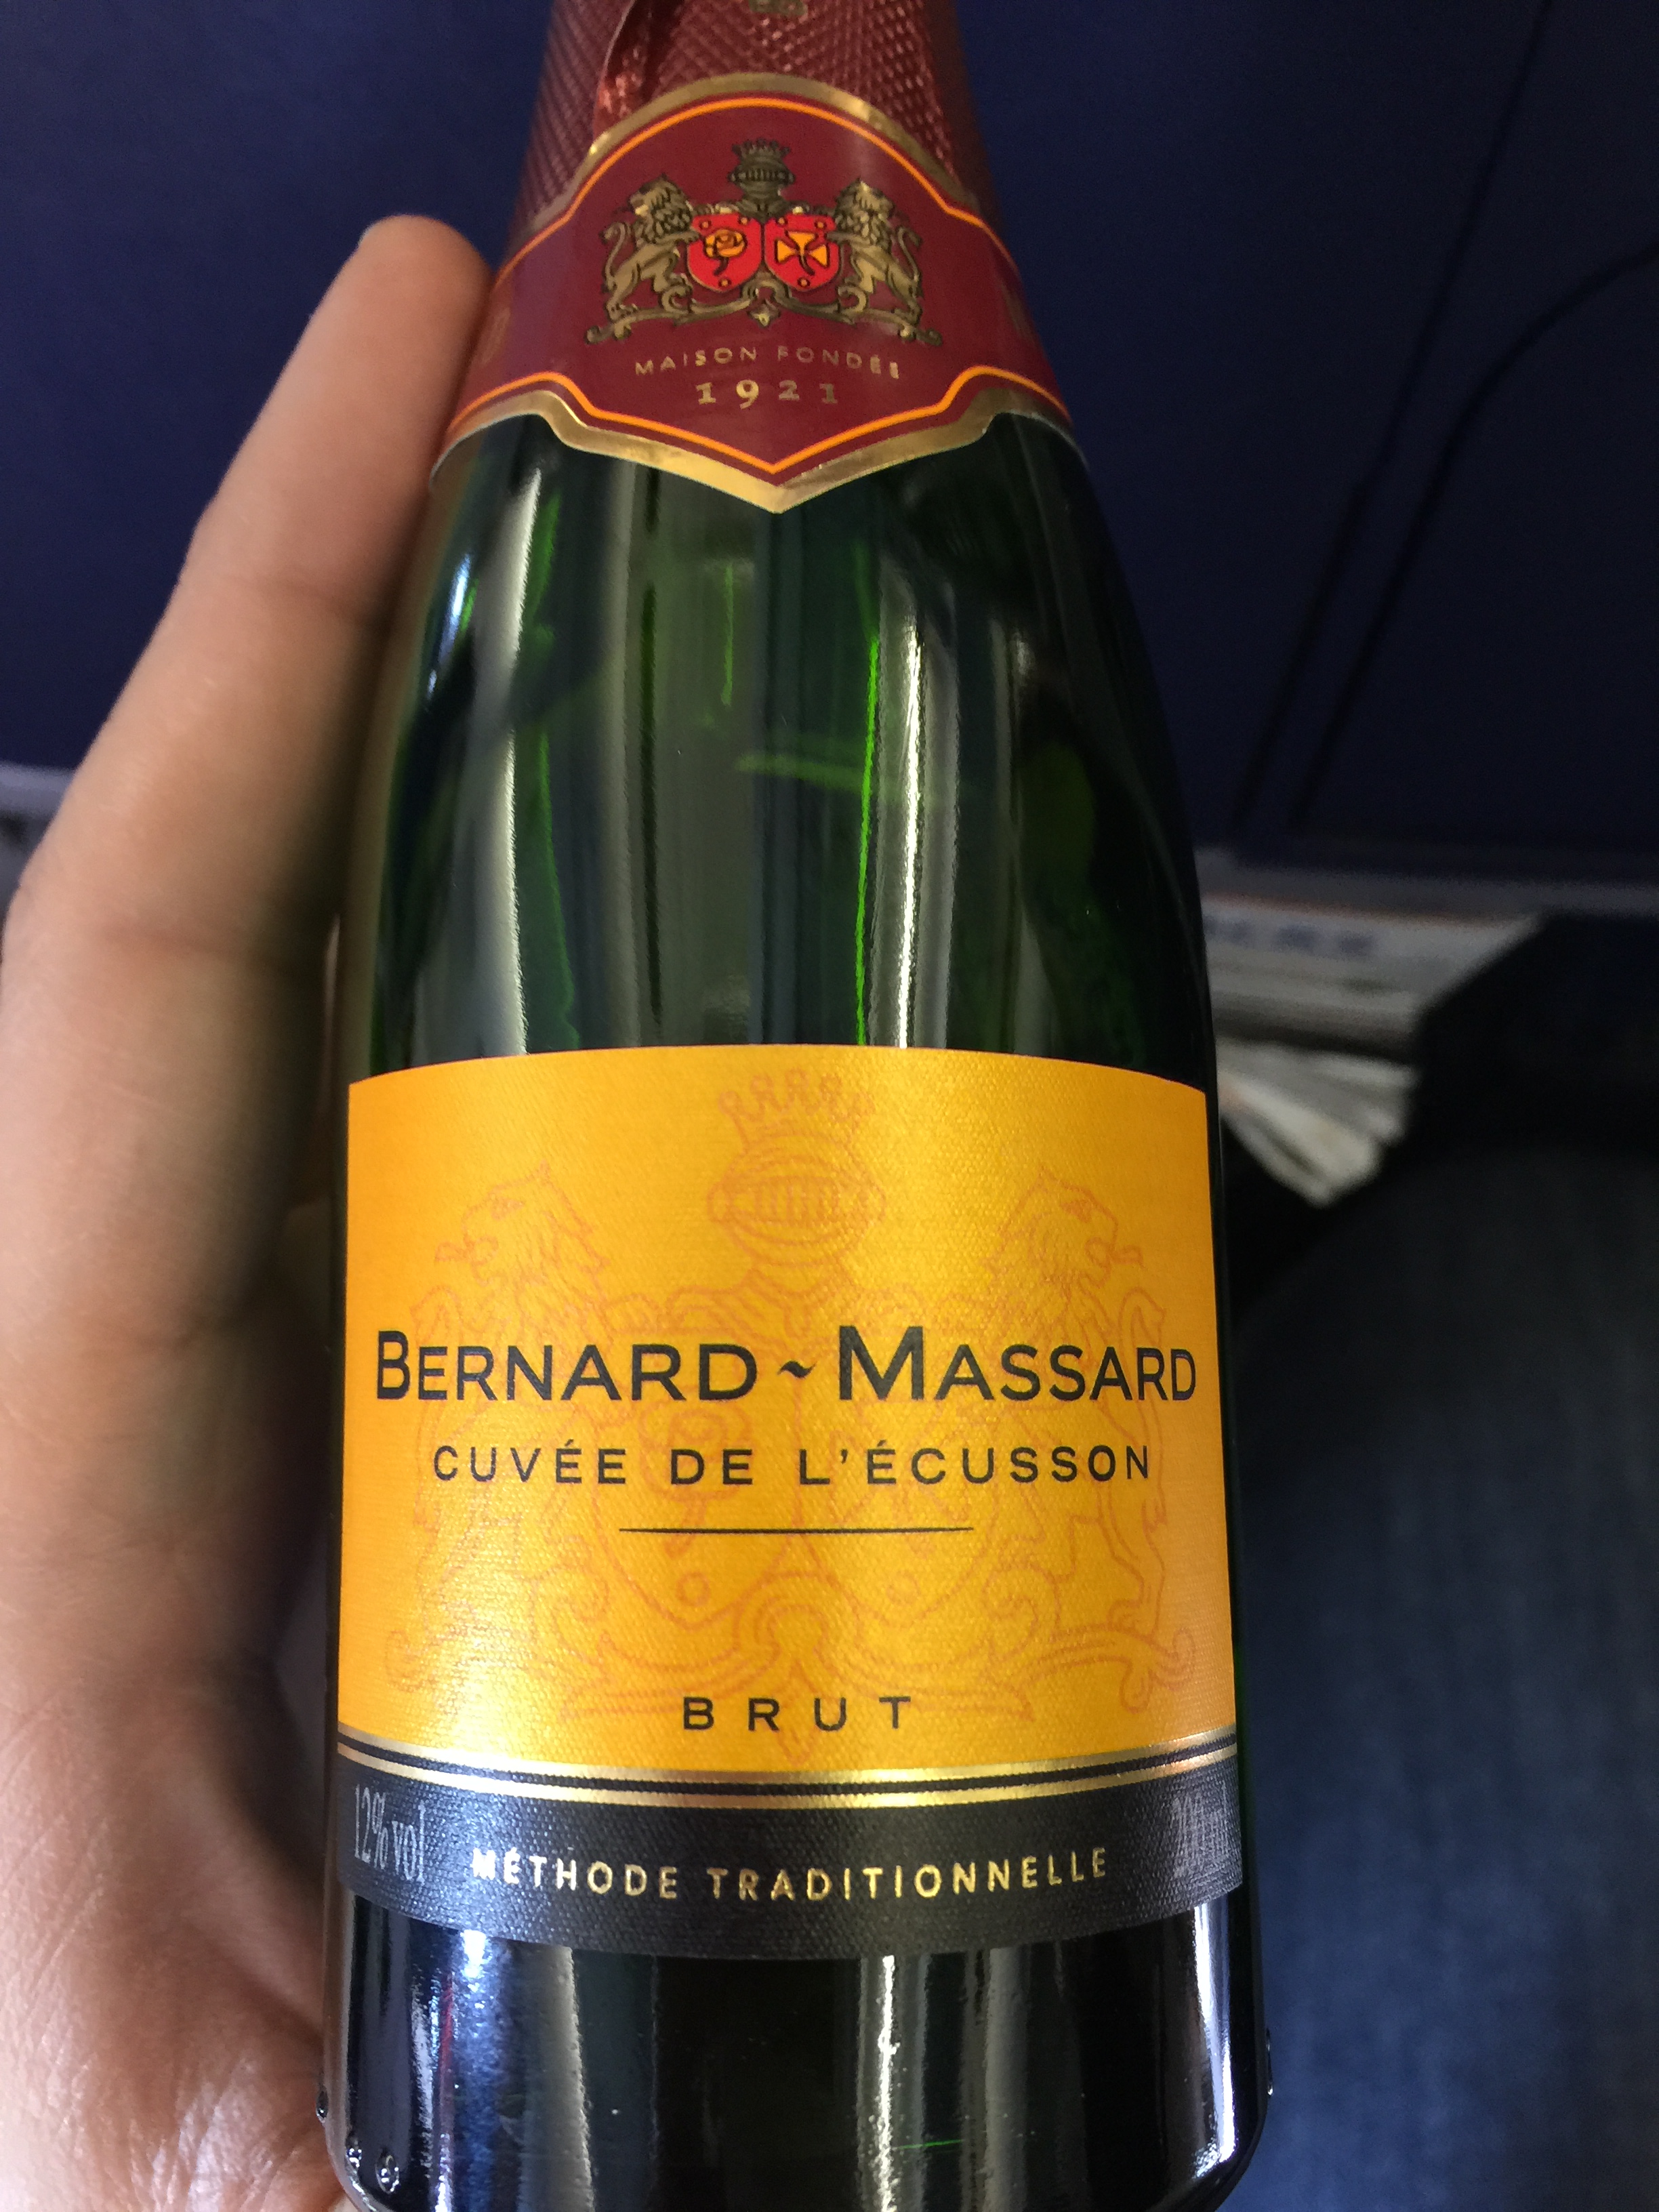 MAISON FONDÉE
1921
BERNARD~MASSARD
CUVÉE DE L'ÉCUSSON
BRUT
12% vol
MÉTHODE TRADITIONNELLE